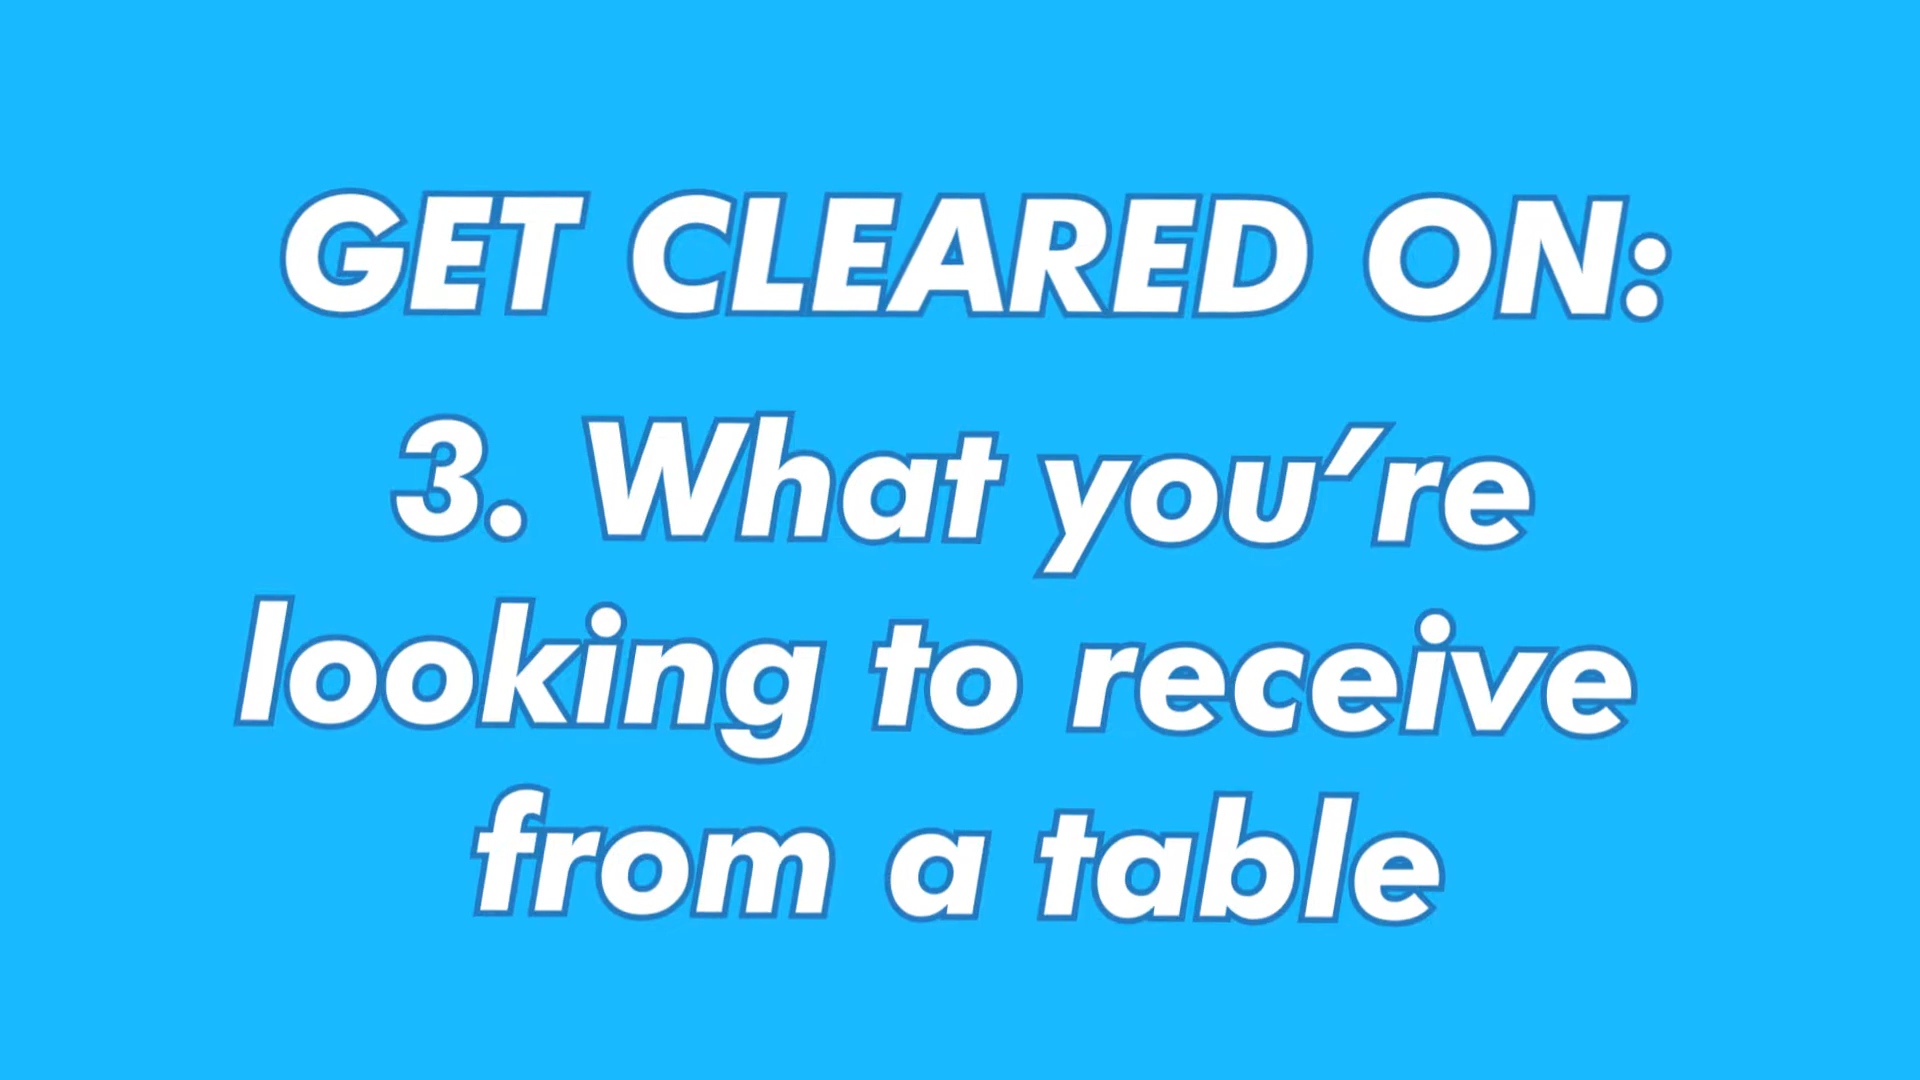 GET CLEARED ON:
3. What you’re
looking to receive
from a table